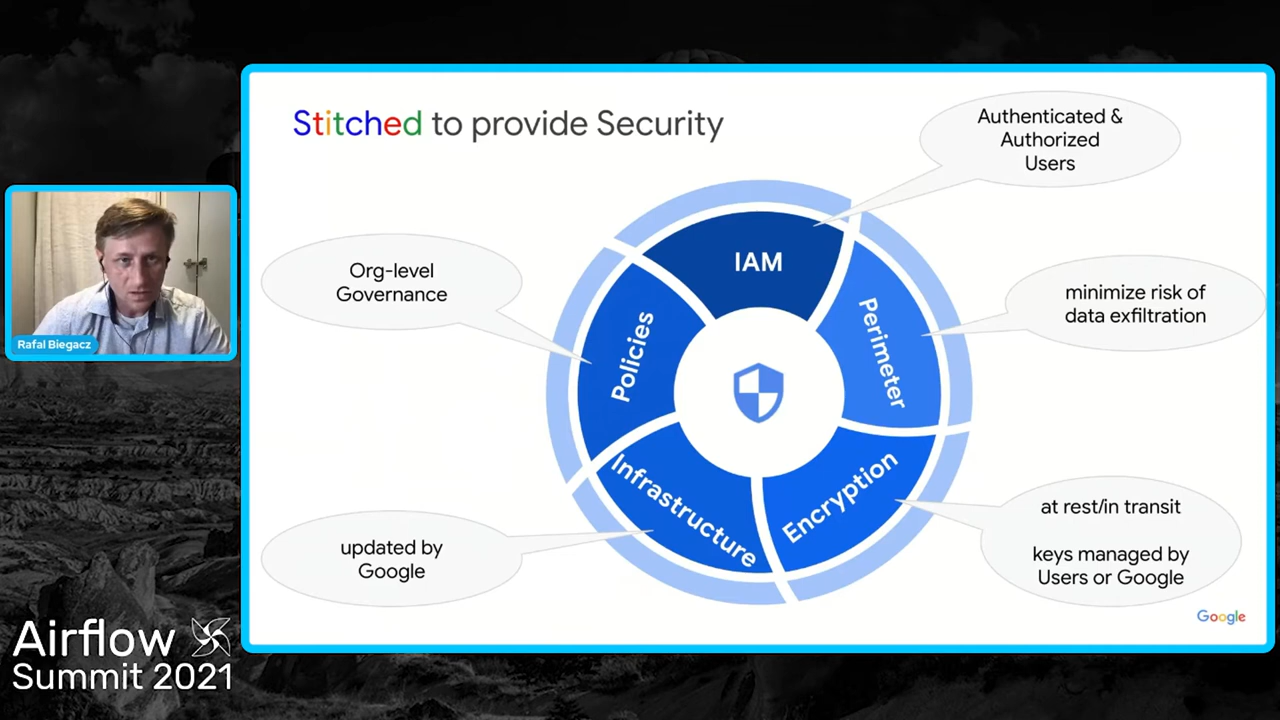 Stitched to provide Security
Authenticated &
Authorized
Users
IAM
Org-level
Governance
Policies
Perimeter
minimize risk of
data exfiltration
Infrastructure
Encryption
updated by
Google
at rest/in transit
keys managed by
Users or Google
Google
Rafal Biegacz
Airflow
Summit 2021